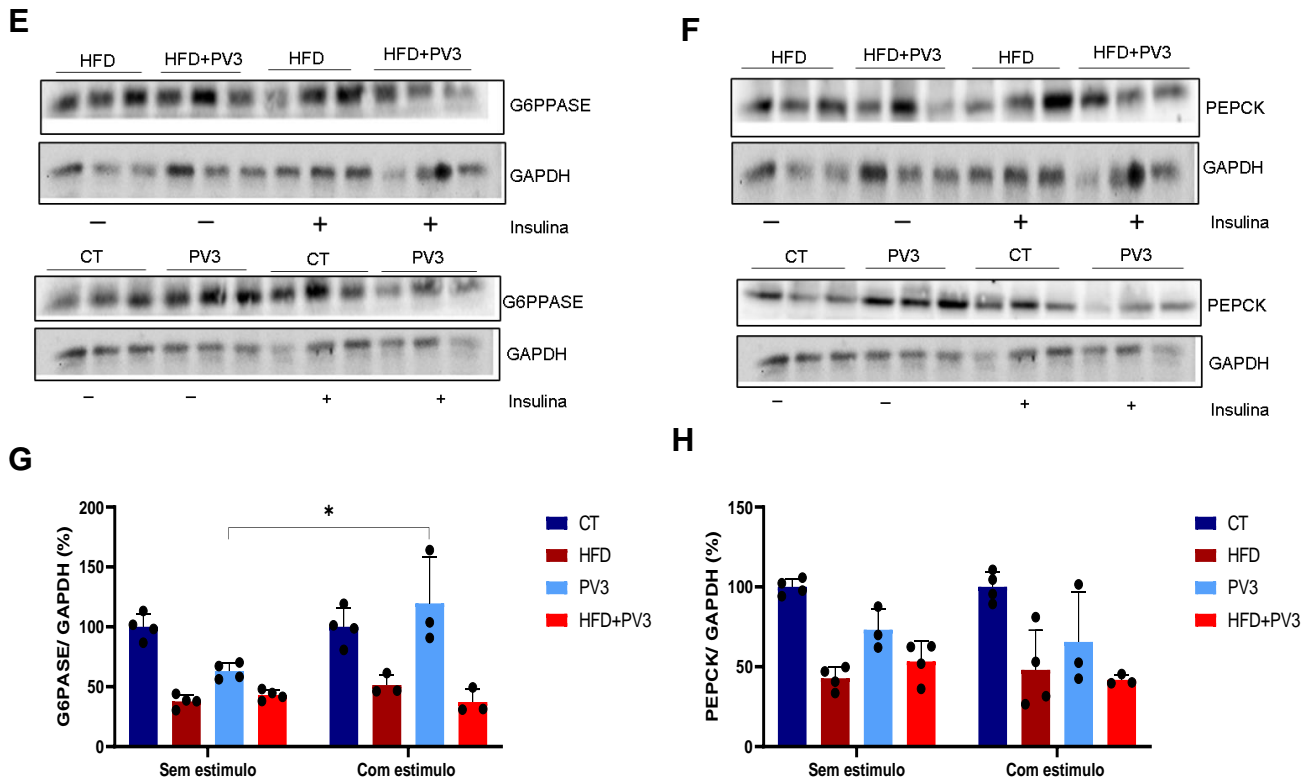 E
HFD HFD+PV3 HFD HFD+PV3
G6PPASE
GAPDH
− − + + Insulina
CT PV3 CT PV3
G6PPASE
GAPDH
− − + + Insulina
F
HFD HFD+PV3 HFD HFD+PV3
PEPCK
GAPDH
− − + + Insulina
CT PV3 CT PV3
PEPCK
GAPDH
− − + + Insulina
G
G6PASE/ GAPDH (%)
200
150
100
50
0
*
Sem estimulo Com estimulo
CT
HFD
PV3
HFD+PV3
H
PEPCK/ GAPDH (%)
150
100
50
0
Sem estimulo Com estimulo
CT
HFD
PV3
HFD+PV3